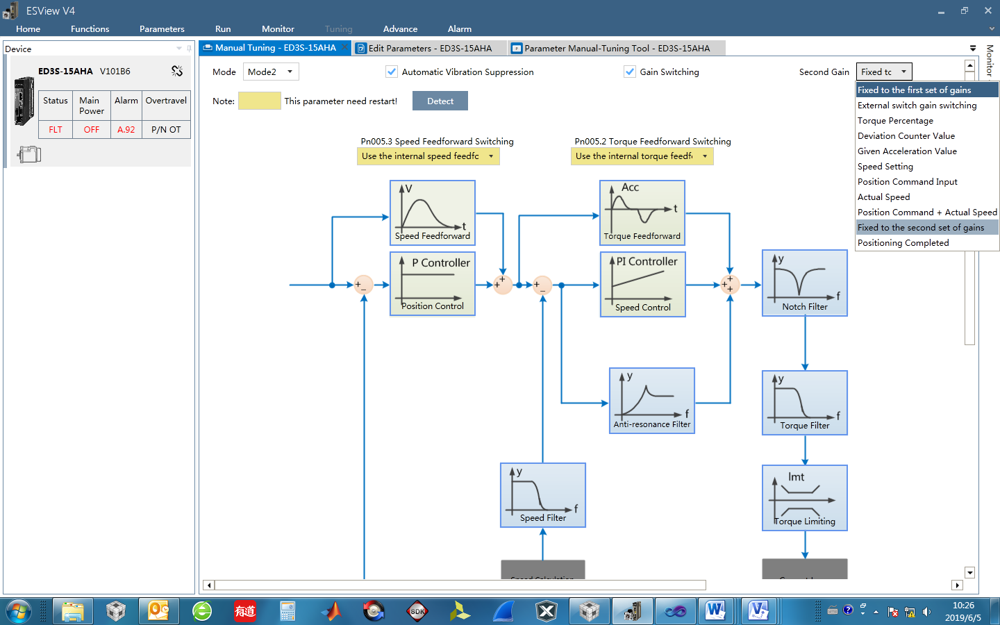 ESView V4
Home Functions Parameters Run Monitor Tuning Advance Alarm
Device
ED3S-15AHA V101B6
Status Main Power Alarm Overtravel
FLT OFF A.92 P/N OT
Manual Tuning - ED3S-15AHA Edit Parameters - ED3S-15AHA Parameter Manual-Tuning Tool - ED3S-15AHA
Monitor
Mode Mode2 Automatic Vibration Suppression Gain Switching Second Gain Fixed tc
Note: This parameter need restart! Detect
Fixed to the first set of gains
External switch gain switching
Torque Percentage
Deviation Counter Value
Given Acceleration Value
Speed Setting
Position Command Input
Actual Speed
Position Command + Actual Speed
Fixed to the second set of gains
Positioning Completed
Pn005.3 Speed Feedforward Switching Pn005.2 Torque Feedforward Switching
Use the internal speed feedfc Use the internal torque feedf
V
t
Speed Feedforward
Acc
t
Torque Feedforward
P Controller
Position Control
PI Controller
Speed Control
y
f
Notch Filter
y
f
Anti-resonance Filter
y
f
Torque Filter
y
f
Speed Filter
lmt
Torque Limiting
Speed Calculation
有道
SDK
10:26
2019/6/5